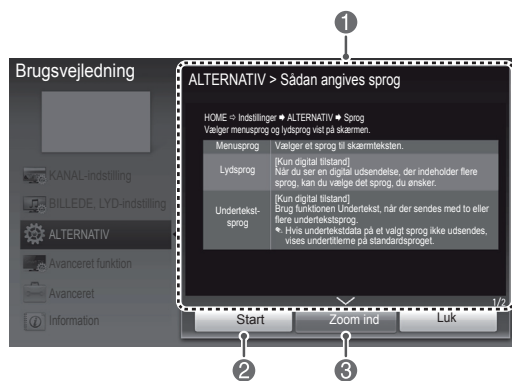 1
Brugsvejledning
KANAL-indstilling
BILLEDE, LYD-indstilling
ALTERNATIV
Avanceret funktion
Avanceret
Information
ALTERNATIV > Sådan angives sprog
HOME ⇨ Indstillinger ➡ ALTERNATIV ➡ Sprog
Vælger menusprog og lydsprog vist på skærmen.
Menusprog Vælger et sprog til skærmteksten.
Lydsprog
[Kun digital tilstand]
Når du ser en digital udsendelse, der indeholder flere
sprog, kan du vælge det sprog, du ønsker.
Undertekst-
sprog
[Kun digital tilstand]
Brug funktionen Undertekst, når der sendes med to eller
flere undertekstsprog.
Hvis undertekstdata på et valgt sprog ikke udsendes,
vises undertitlerne på standardsproget.
1/2
Start Zoom ind Luk
2 3